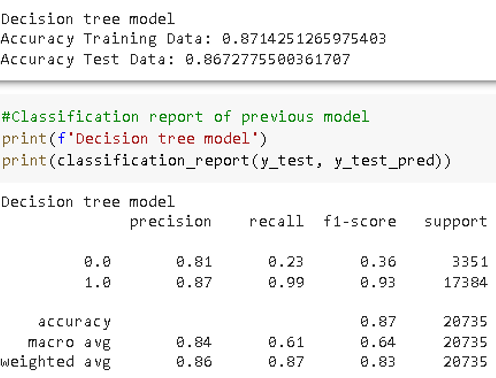 Decision tree model
Accuracy Training Data: 0.8714251265975403
Accuracy Test Data: 0.8672775500361707
#Classification report of previous model
print(f'Decision tree model')
print(classification_report(y_test, y_test_pred))
Decision tree model
precision recall f1-score support
0.0 0.81 0.23 0.36 3351
1.0 0.87 0.99 0.93 17384
accuracy 0.87 20735
macro avg 0.84 0.61 0.64 20735
weighted avg 0.86 0.87 0.83 20735